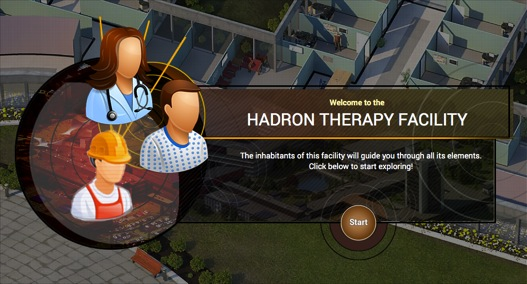 Welcome to the
HADRON THERAPY FACILITY
The inhabitants of this facility will guide you through all its elements.
Click below to start exploring!
Start